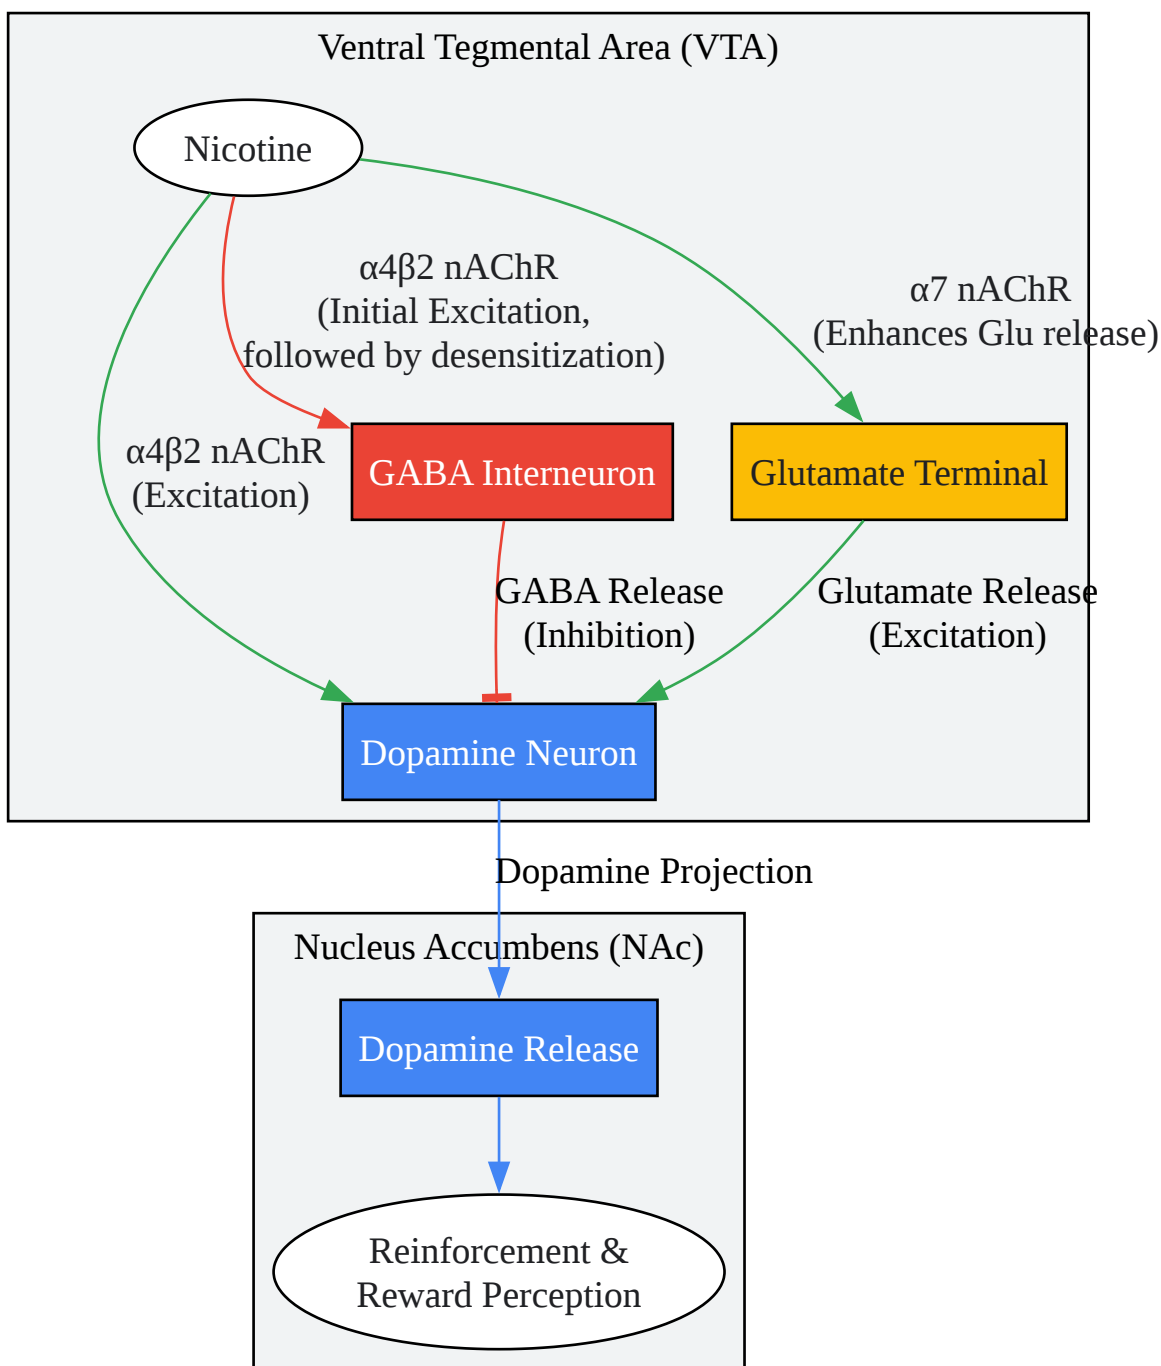 Ventral Tegmental Area (VTA)
Nicotine
α4β2 nAChR
(Initial Excitation,
followed by desensitization)
α7 nAChR
(Enhances Glu release)
α4β2 nAChR
(Excitation)
GABA Interneuron
Glutamate Terminal
GABA Release
(Inhibition)
Glutamate Release
(Excitation)
Dopamine Neuron
Dopamine Projection
Nucleus Accumbens (NAc)
Dopamine Release
Reinforcement &
Reward Perception